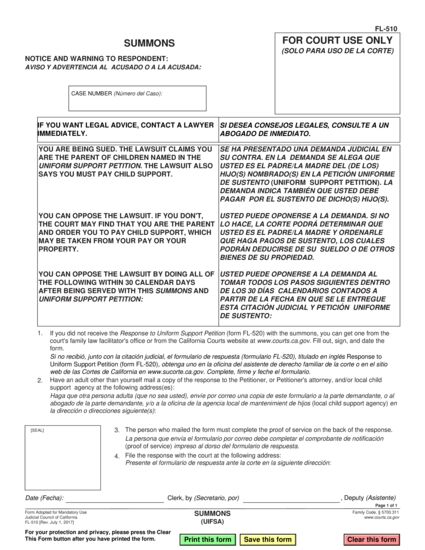 FL-510
SUMMONS
FOR COURT USE ONLY
(SOLO PARA USO DE LA CORTE)
NOTICE AND WARNING TO RESPONDENT:
AVISO Y ADVERTENCIA AL ACUSADO O A LA ACUSADA:
CASE NUMBER (Número del Caso):
IF YOU WANT LEGAL ADVICE, CONTACT A LAWYER
IMMEDIATELY.
SI DESEA CONSEJOS LEGALES, CONSULTE A UN
ABOGADO DE INMEDIATO.
YOU ARE BEING SUED. THE LAWSUIT CLAIMS YOU
ARE THE PARENT OF CHILDREN NAMED IN THE
UNIFORM SUPPORT PETITION. THE LAWSUIT ALSO
SAYS YOU MUST PAY CHILD SUPPORT.
SE HA PRESENTADO UNA DEMANDA JUDICIAL EN
SU CONTRA. EN LA DEMANDA SE ALEGA QUE
USTED ES EL PADRE/LA MADRE DEL (DE LOS)
HIJO(S) NOMBRADO(S) EN LA PETICIÓN UNIFORME
DE SUSTENTO (UNIFORM SUPPORT PETITION). LA
DEMANDA INDICA TAMBIÉN QUE USTED DEBE
PAGAR POR EL SUSTENTO DE DICHO(S) HIJO(S).
YOU CAN OPPOSE THE LAWSUIT. IF YOU DON'T,
THE COURT MAY FIND THAT YOU ARE THE PARENT
AND ORDER YOU TO PAY CHILD SUPPORT, WHICH
MAY BE TAKEN FROM YOUR PAY OR YOUR
PROPERTY.
USTED PUEDE OPONERSE A LA DEMANDA. SI NO
LO HACE, LA CORTE PODRÁ DETERMINAR QUE
USTED ES EL PADRE/LA MADRE Y ORDENARLE
QUE HAGA PAGOS DE SUSTENTO, LOS CUALES
PODRÁN DEDUCIRSE DE SU SUELDO O DE OTROS
BIENES DE SU PROPIEDAD.
YOU CAN OPPOSE THE LAWSUIT BY DOING ALL OF
THE FOLLOWING WITHIN 30 CALENDAR DAYS
AFTER BEING SERVED WITH THIS SUMMONS AND
UNIFORM SUPPORT PETITION:
USTED PUEDE OPONERSE A LA DEMANDA AL
TOMAR TODOS LOS PASOS SIGUIENTES DENTRO
DE LOS 30 DÍAS CALENDARIOS CONTADOS A
PARTIR DE LA FECHA EN QUE SE LE ENTREGUE
ESTA CITACIÓN JUDICIAL Y PETICIÓN UNIFORME
DE SUSTENTO:
1. If you did not receive the Response to Uniform Support Petition (form FL-520) with the summons, you can get one from the
court's family law facilitator's office or from the California Courts website at www.courts.ca.gov. Fill out, sign, and date the
form.
Si no recibió, junto con la citación judicial, el formulario de respuesta (formulario FL-520), titulado en inglés Response to
Uniform Support Petition (form FL-520), obtenga uno en la oficina del asistente de derecho familiar de la corte o en el sitio
web de las Cortes de California en www.sucorte.ca.gov. Complete, firme y feche el formulario.
2. Have an adult other than yourself mail a copy of the response to the Petitioner, or Petitioner's attorney, and/or local child
support agency at the following address(es):
Haga que otra persona adulta (que no sea usted), envíe por correo una copia de este formulario a la parte demandante, o al
abogado de la parte demandante, y/o a la oficina de la agencia local de mantenimient de hijos (local child support agency) en
la dirección o direcciones siguiente(s):
[SEAL]
3. The person who mailed the form must complete the proof of service on the back of the response.
La persona que envía el formulario por correo debe completar el comprobante de notificación
(proof of service) impreso al dorso del formulario de respuesta.
4. File the response with the court at the following address:
Presente el formulario de respuesta ante la corte en la siguiente dirección:
Date (Fecha):
Clerk, by (Secretario, por)
, Deputy (Asistente)
Page 1 of 1
Form Adopted for Mandatory Use
Judicial Council of California
FL-510 [Rev. July 1, 2017]
SUMMONS
(UIFSA)
Family Code, § 5700.311
www.courts.ca.gov
For your protection and privacy, please press the Clear
This Form button after you have printed the form.
Print this form
Save this form
Clear this form